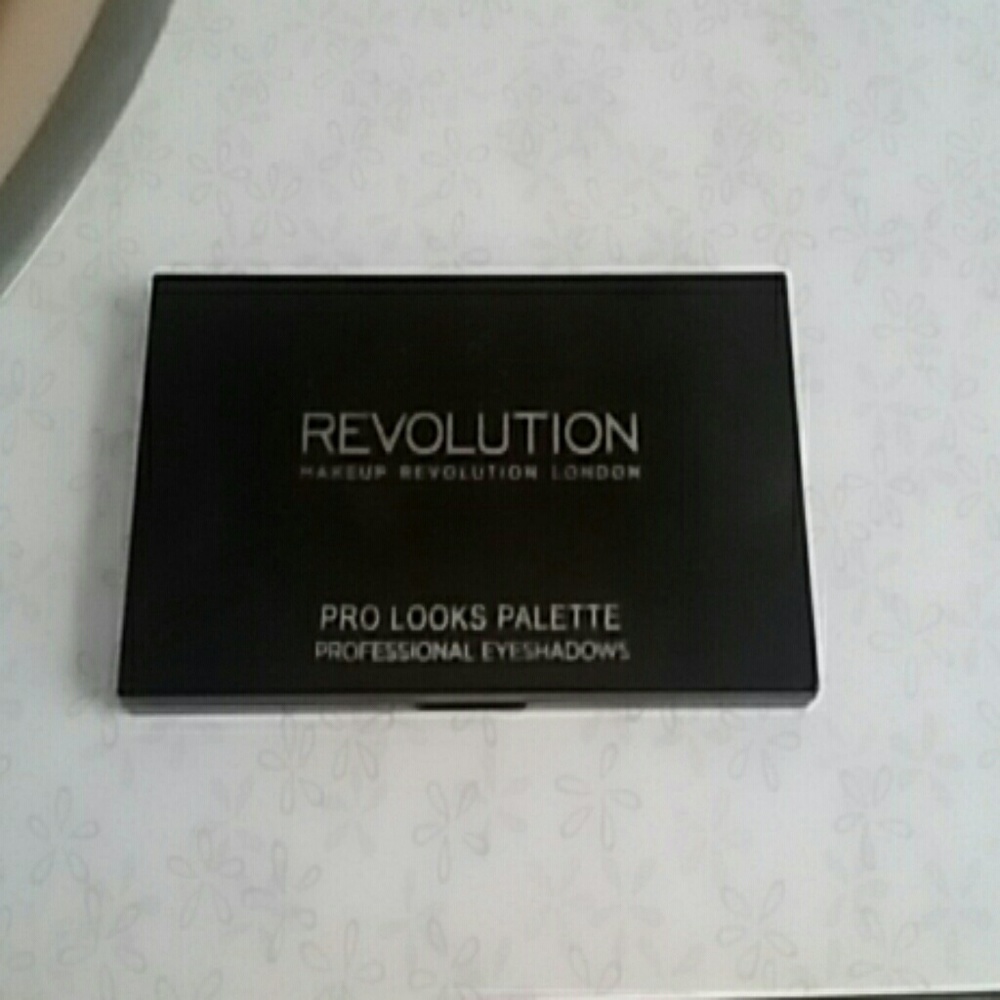 REVOLUTION
MAKEUP REVOLUTION LONDON
PRO LOOKS PALETTE
PROFESSIONAL EYESHADOWS